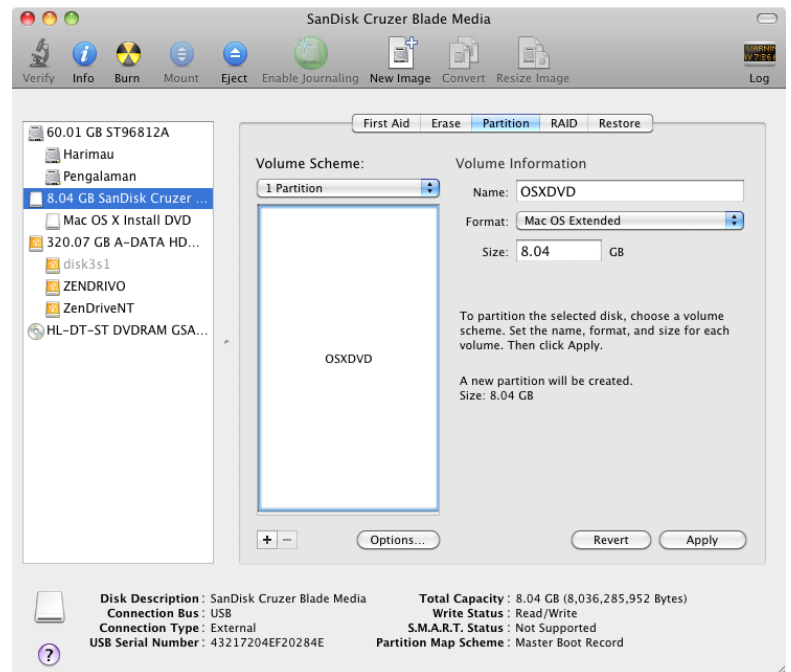 SanDisk Cruzer Blade Media
Verify Info Burn Mount Eject Enable Journaling New Image Convert Resize Image Log
First Aid Erase Partition RAID Restore
60.01 GB ST96812A
Harimau
Pengalaman
8.04 GB SanDisk Cruzer ...
Mac OS X Install DVD
320.07 GB A-DATA HD...
disk3s1
ZENDRIVO
ZenDriveNT
HL-DT-ST DVDRAM GSA...
Volume Scheme:
1 Partition
OSXDVD
+ − Options...
Volume Information
Name: OSXDVD
Format: Mac OS Extended
Size: 8.04 GB
To partition the selected disk, choose a volume
scheme. Set the name, format, and size for each
volume. Then click Apply.
A new partition will be created.
Size: 8.04 GB
Revert Apply
Disk Description : SanDisk Cruzer Blade Media
Connection Bus : USB
Connection Type : External
USB Serial Number : 43217204EF20284E
Total Capacity : 8.04 GB (8,036,285,952 Bytes)
Write Status : Read/Write
S.M.A.R.T. Status : Not Supported
Partition Map Scheme : Master Boot Record
?